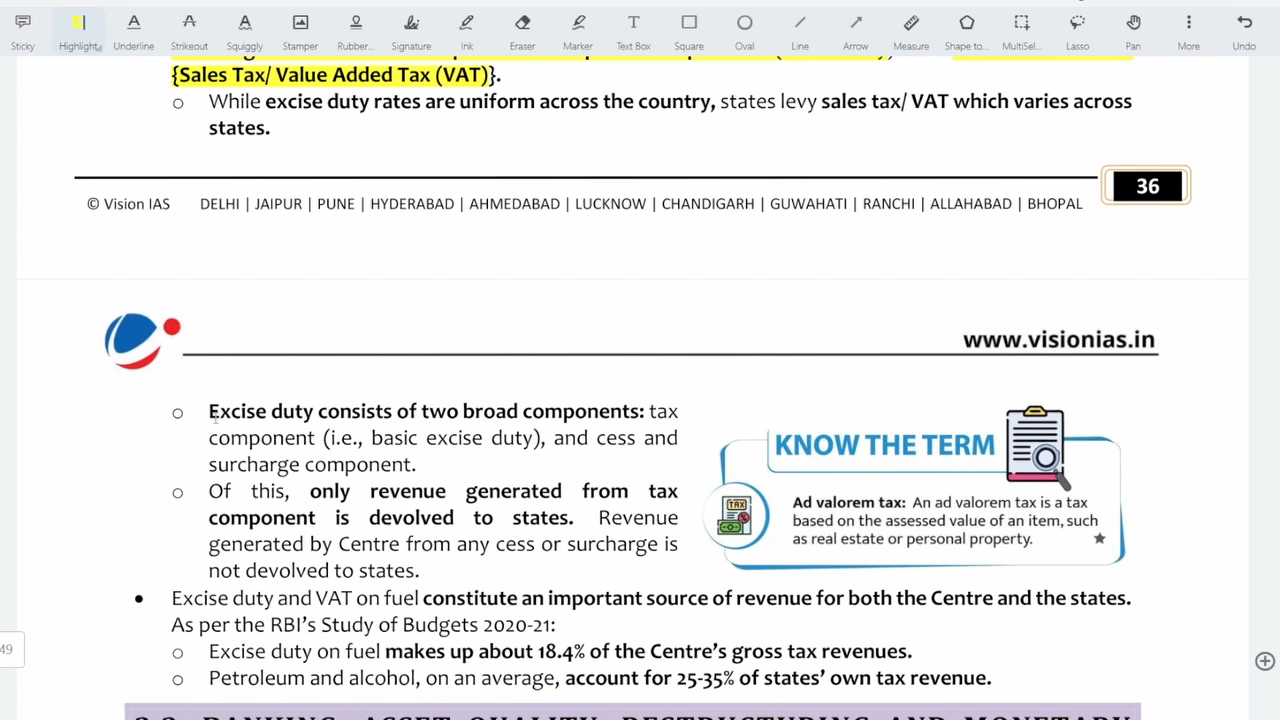 Sticky Highlight Underline Strikeout Squiggly Stamper Rubber... Signature Ink Eraser Marker Text Box Square Oval Line Arrow Measure Shape to... MultiSel... Lasso Pan More Undo
{Sales Tax/ Value Added Tax (VAT)}.
○ While excise duty rates are uniform across the country, states levy sales tax/ VAT which varies across
states.
36
© Vision IAS DELHI | JAIPUR | PUNE | HYDERABAD | AHMEDABAD | LUCKNOW | CHANDIGARH | GUWAHATI | RANCHI | ALLAHABAD | BHOPAL
www.visionias.in
○ Excise duty consists of two broad components: tax
component (i.e., basic excise duty), and cess and
surcharge component.
○ Of this, only revenue generated from tax
component is devolved to states. Revenue
generated by Centre from any cess or surcharge is
not devolved to states.
KNOW THE TERM
TAX
Ad valorem tax: An ad valorem tax is a tax
based on the assessed value of an item, such
as real estate or personal property.
• Excise duty and VAT on fuel constitute an important source of revenue for both the Centre and the states.
As per the RBI's Study of Budgets 2020-21:
○ Excise duty on fuel makes up about 18.4% of the Centre's gross tax revenues.
49
○ Petroleum and alcohol, on an average, account for 25-35% of states' own tax revenue.
BANKING, ASSET QUALITY, RESTRUCTURING AND MONETARY